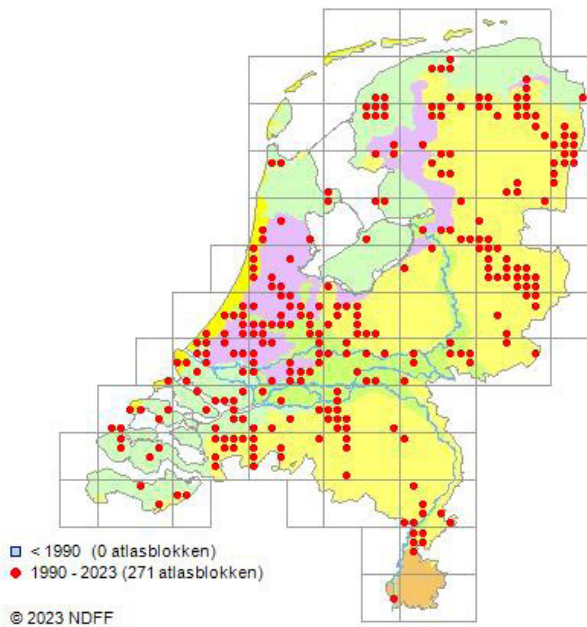 < 1990 (0 atlasblokken)
1990 - 2023 (271 atlasblokken)
© 2023 NDFF